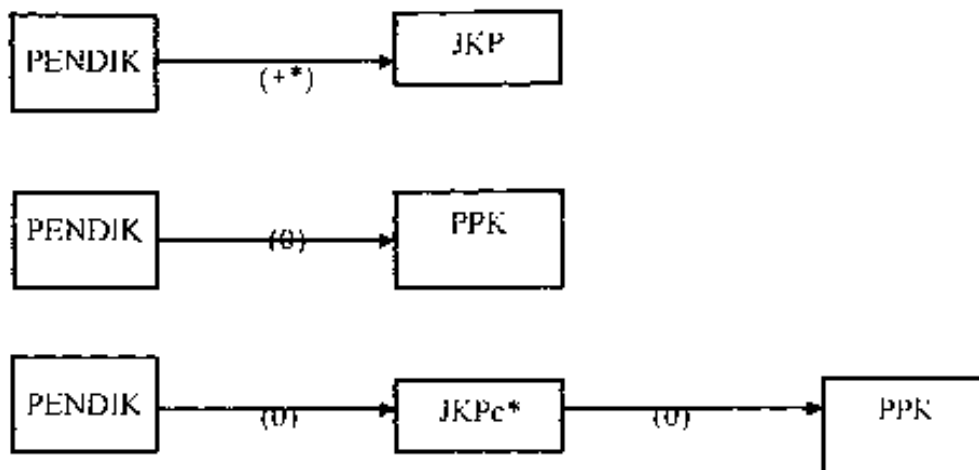 PENDIK (+*) JKP
PENDIK (0) PPK
PENDIK (0) JKPc* (0) PPK